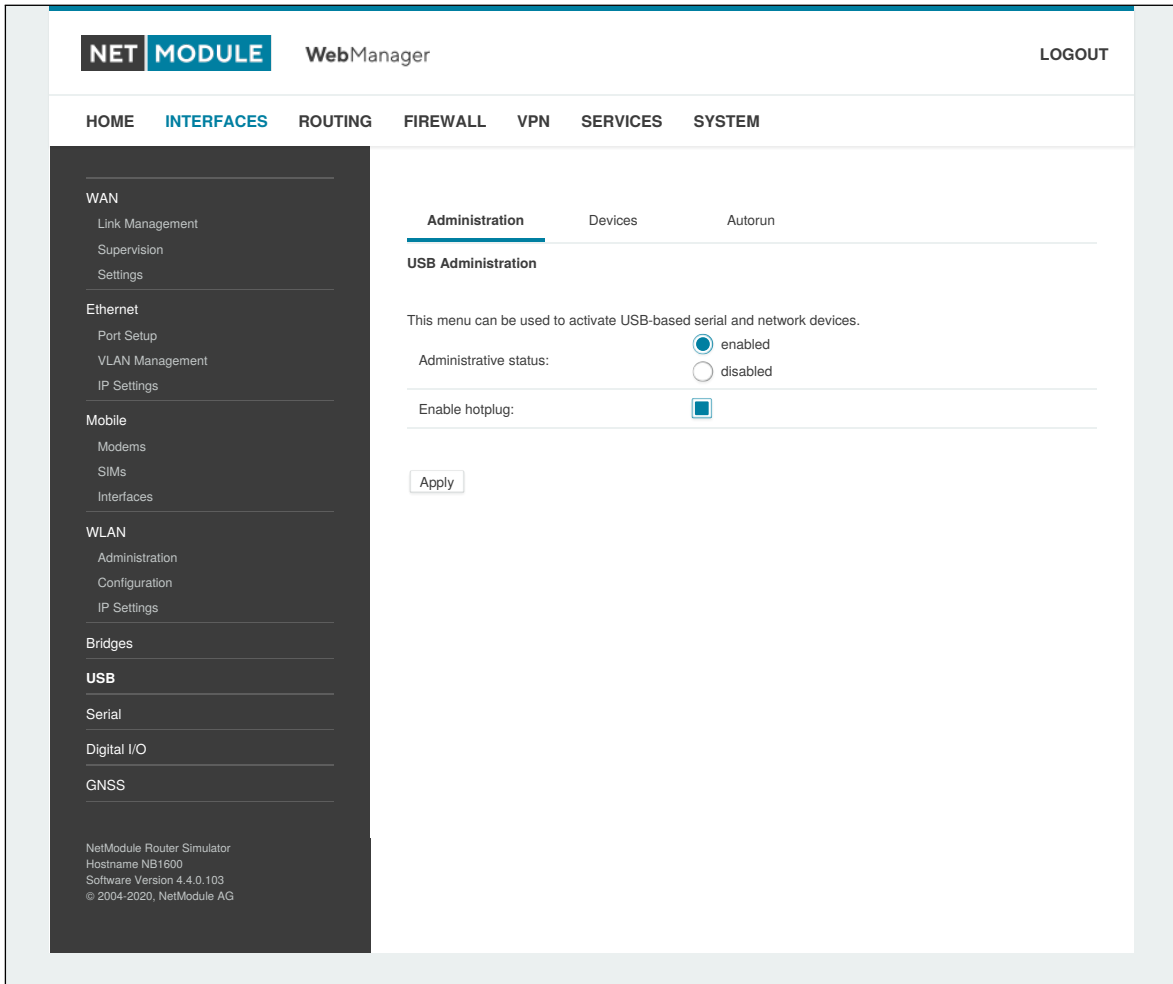 NET MODULE WebManager LOGOUT
HOME INTERFACES ROUTING FIREWALL VPN SERVICES SYSTEM
WAN
Link Management
Supervision
Settings
Ethernet
Port Setup
VLAN Management
IP Settings
Mobile
Modems
SIMs
Interfaces
WLAN
Administration
Configuration
IP Settings
Bridges
USB
Serial
Digital I/O
GNSS
NetModule Router Simulator
Hostname NB1600
Software Version 4.4.0.103
© 2004-2020, NetModule AG
Administration Devices Autorun
USB Administration
This menu can be used to activate USB-based serial and network devices.
Administrative status:
enabled
disabled
Enable hotplug:
Apply